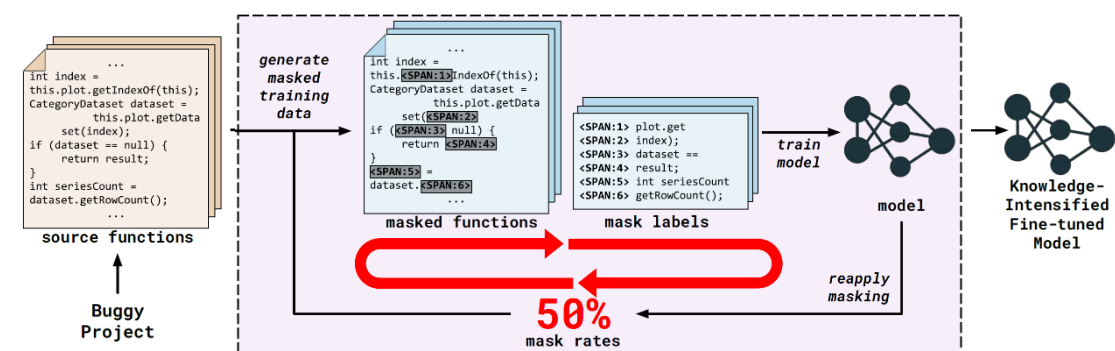 ...
int index =
this.plot.getIndexOf(this);
CategoryDataset dataset =
this.plot.getData
set(index);
if (dataset == null) {
return result;
}
int seriesCount =
dataset.getRowCount();
...
source functions
Buggy
Project
generate
masked
training
data
...
int index =
this.<SPAN:1>IndexOf(this);
CategoryDataset dataset =
this.plot.getData
set(<SPAN:2>
if (<SPAN:3> null) {
return <SPAN:4>
}
<SPAN:5> =
dataset.<SPAN:6>
...
masked functions
<SPAN:1> plot.get
<SPAN:2> index);
<SPAN:3> dataset ==
<SPAN:4> result;
<SPAN:5> int seriesCount
<SPAN:6> getRowCount();
mask labels
train
model
model
reapply
masking
50%
mask rates
Knowledge-
Intensified
Fine-tuned
Model